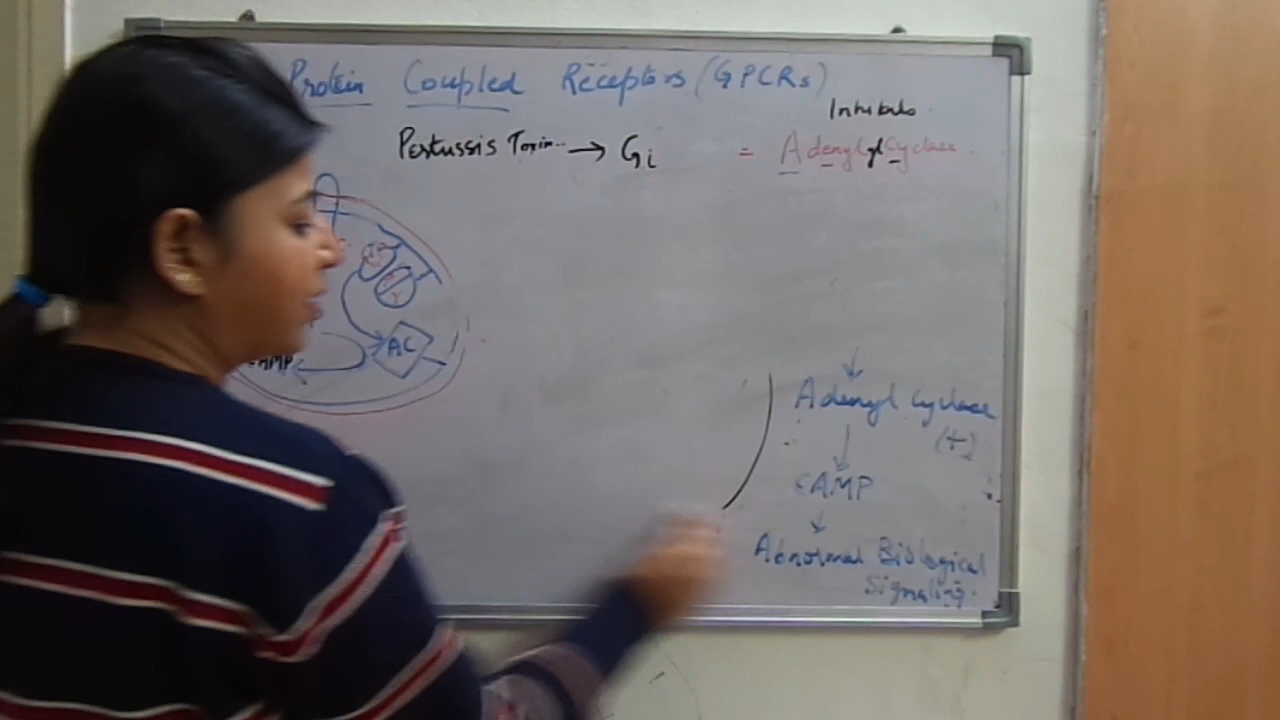 Protein Coupled Receptors (GPCRs)
Inhibits
Pertussis Toxin → Gi = Adenylyl Cyclase
AC
cAMP
Adenyl Cyclase
(+)
cAMP
Abnormal Biological
Signaling.